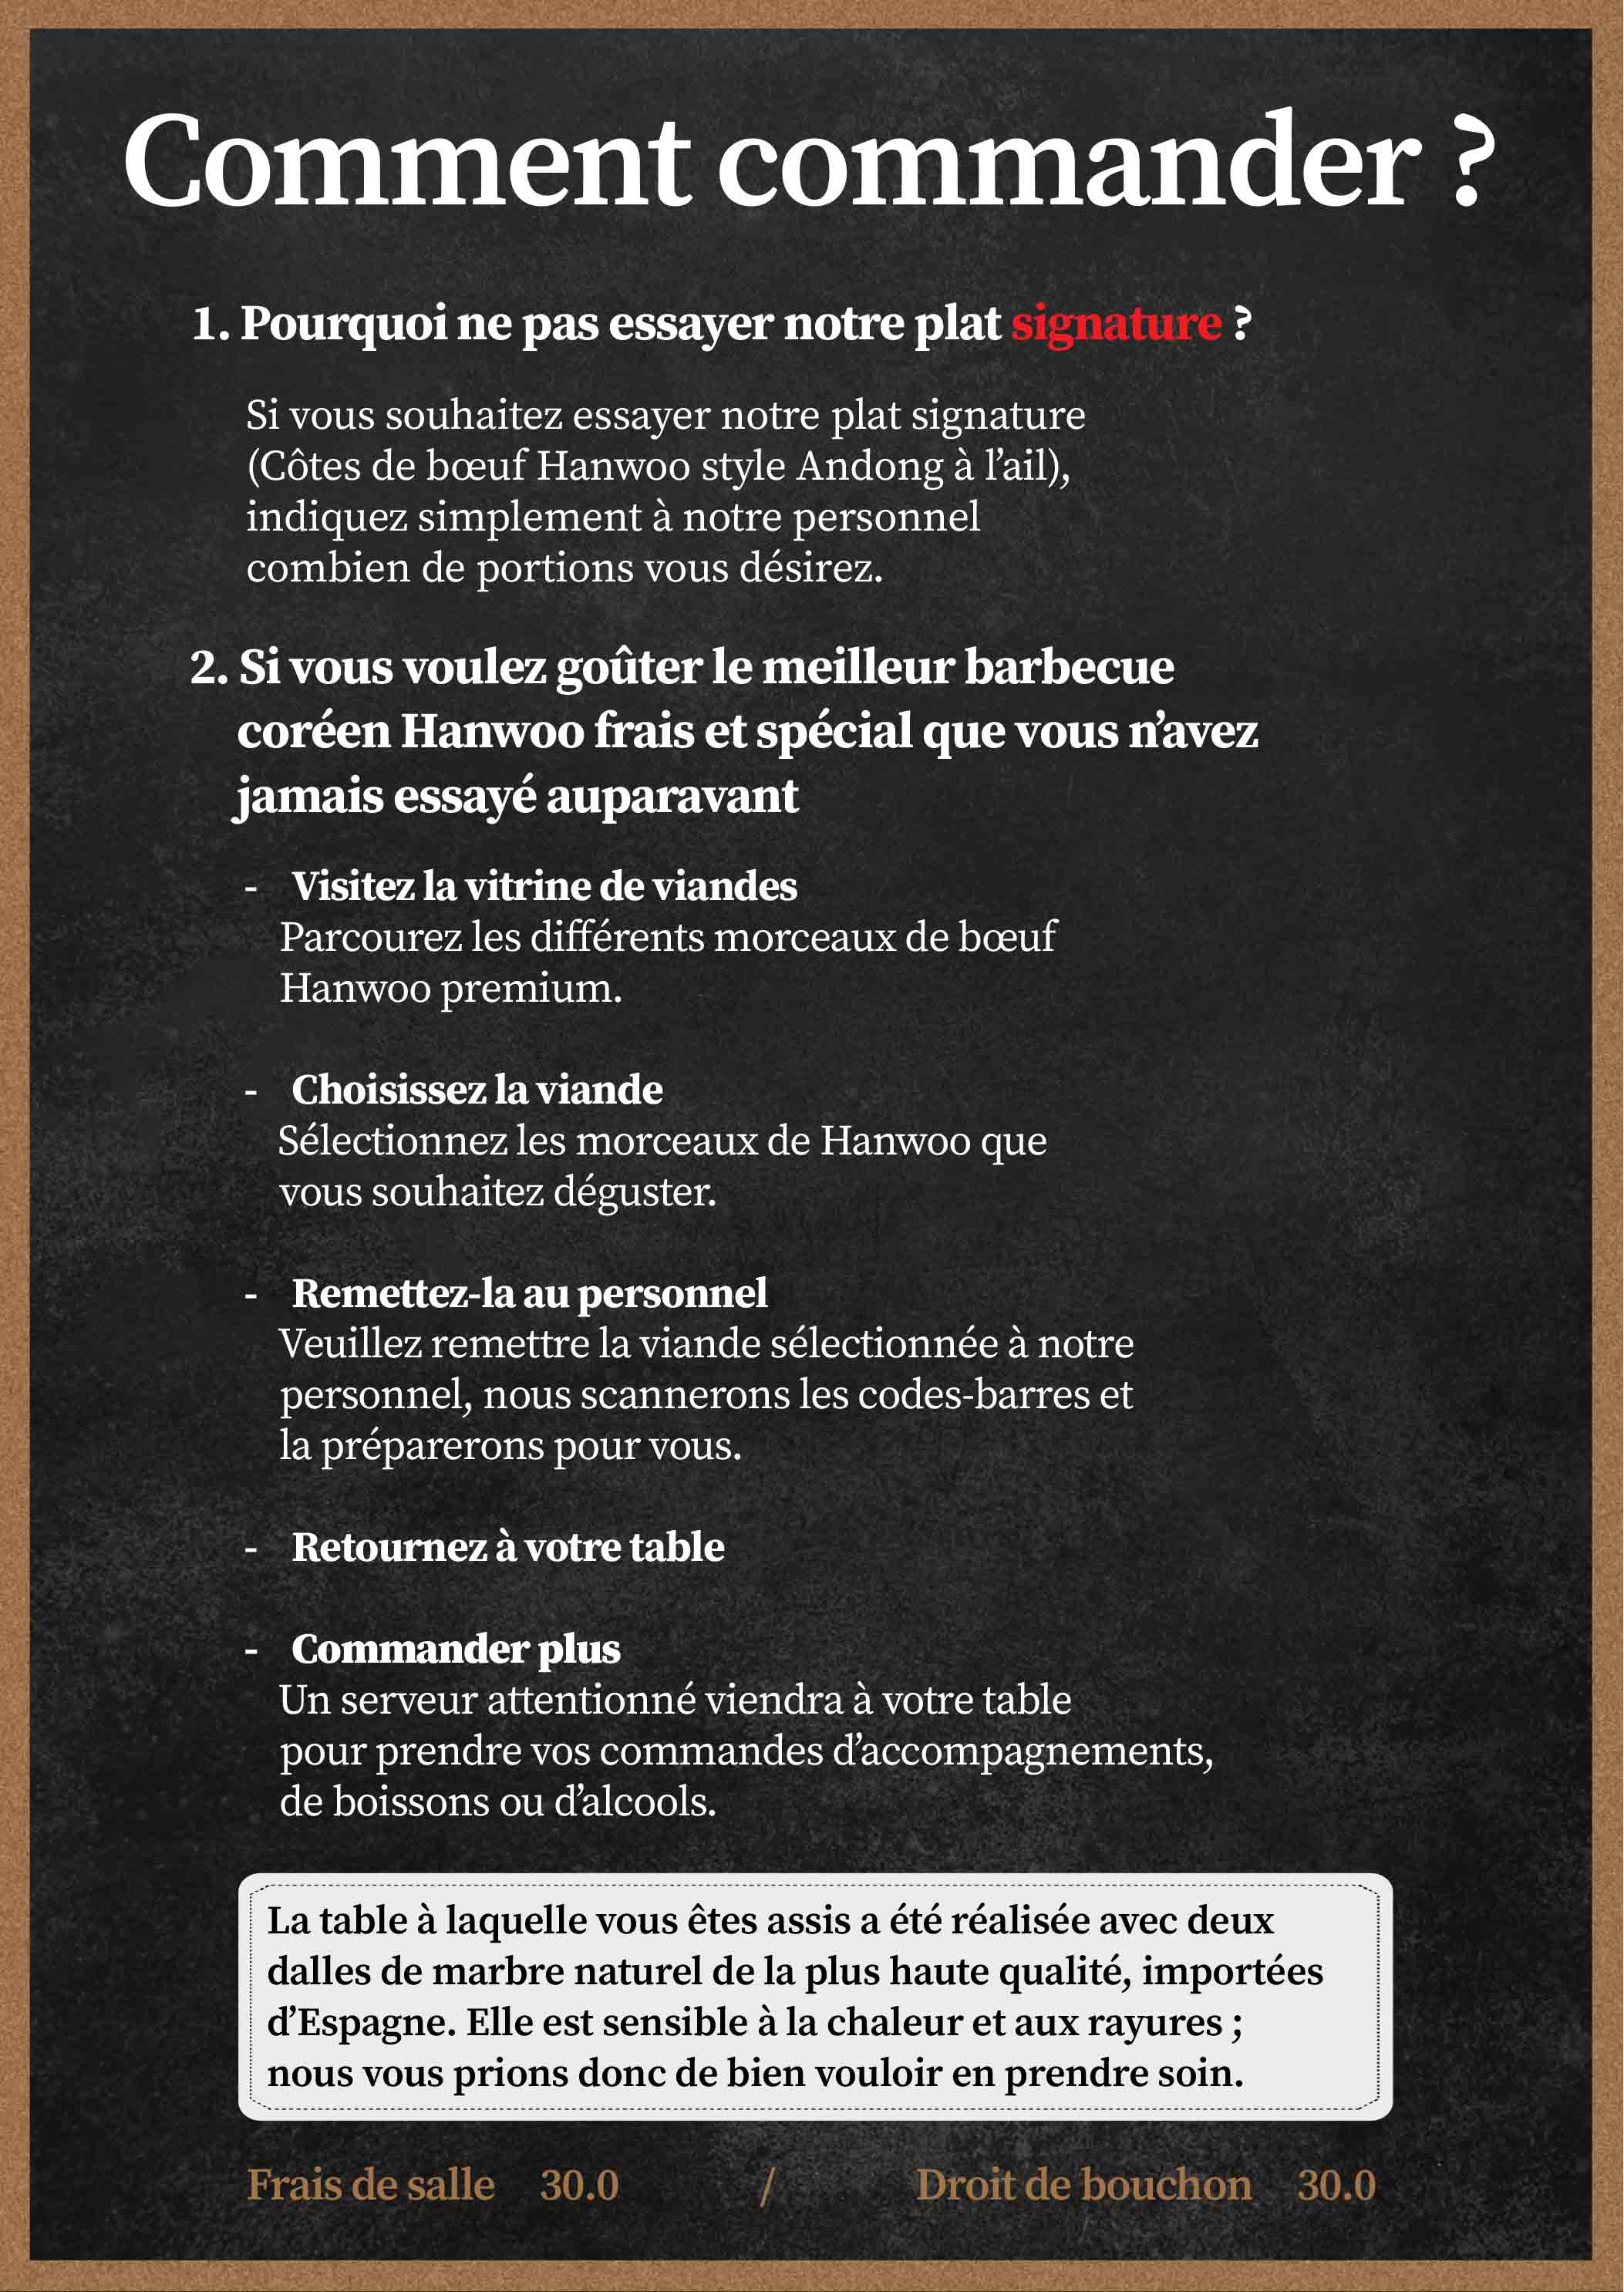 Comment commander ?
1. Pourquoi ne pas essayer notre plat signature ?
Si vous souhaitez essayer notre plat signature
(Côtes de bœuf Hanwoo style Andong à l’ail),
indiquez simplement à notre personnel
combien de portions vous désirez.
2. Si vous voulez goûter le meilleur barbecue
coréen Hanwoo frais et spécial que vous n’avez
jamais essayé auparavant
- Visitez la vitrine de viandes
Parcourez les différents morceaux de bœuf
Hanwoo premium.
- Choisissez la viande
Sélectionnez les morceaux de Hanwoo que
vous souhaitez déguster.
- Remettez-la au personnel
Veuillez remettre la viande sélectionnée à notre
personnel, nous scannerons les codes-barres et
la préparerons pour vous.
- Retournez à votre table
- Commander plus
Un serveur attentionné viendra à votre table
pour prendre vos commandes d’accompagnements,
de boissons ou d’alcools.
La table à laquelle vous êtes assis a été réalisée avec deux
dalles de marbre naturel de la plus haute qualité, importées
d’Espagne. Elle est sensible à la chaleur et aux rayures ;
nous vous prions donc de bien vouloir en prendre soin.
Frais de salle 30.0 / Droit de bouchon 30.0